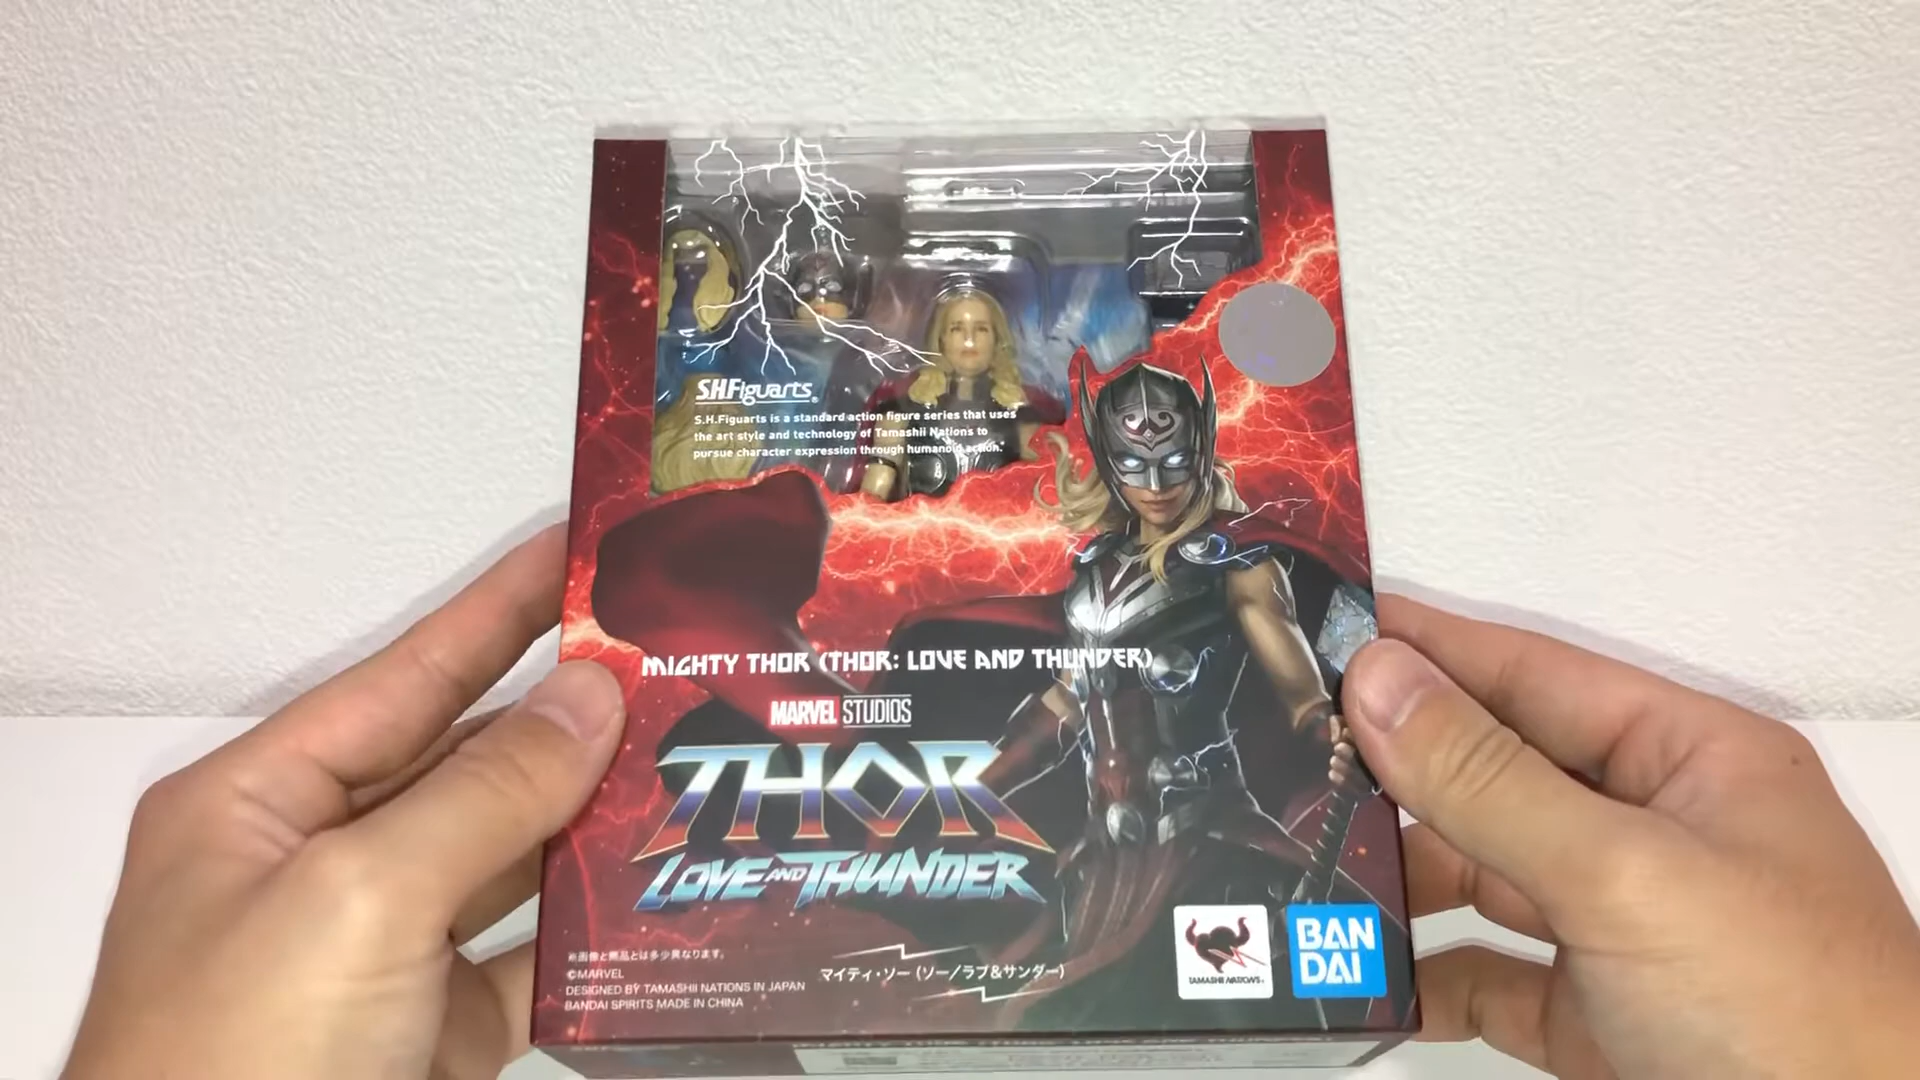 S.H.Figuarts®
S.H.Figuarts is a standard action figure series that uses
the art style and technology of Tamashii Nations to
pursue character expression through humanoid action."
MIGHTY THOR (THOR: LOVE AND THUNDER)
MARVEL STUDIOS
THOR
LOVE AND THUNDER
※画像と商品とは多少異なります。
©MARVEL
DESIGNED BY TAMASHII NATIONS IN JAPAN
BANDAI SPIRITS MADE IN CHINA
マイティ・ソー (ソー/ラブ&サンダー)
TAMASHII NATIONS
BAN
DAI